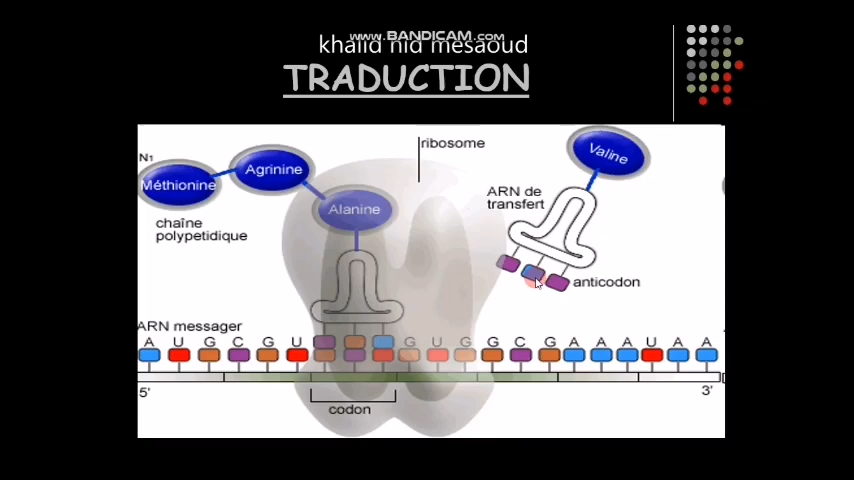 www.BANDICAM.com
khalid nid mesaoud
TRADUCTION
ribosome
Valine
N1
Agrinine
Méthionine
Alanine
ARN de
transfert
chaîne
polypetidique
anticodon
ARN messager
A U G C G U G U G G C G A A A U A A
5'
3'
codon